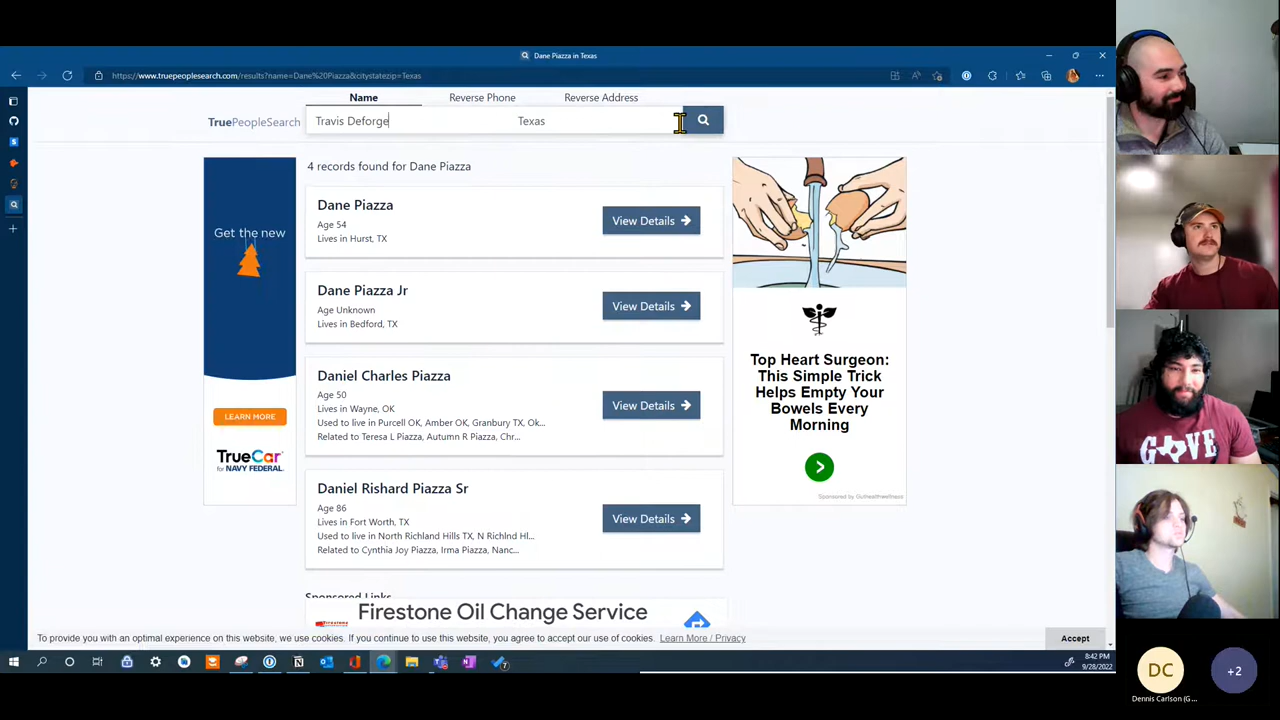 Dane Piazza in Texas
https://www.truepeoplesearch.com/results?name=Dane%20Piazza&citystatezip=Texas
Name
Reverse Phone
Reverse Address
TruePeopleSearch
Travis Deforge
Texas
4 records found for Dane Piazza
Dane Piazza
Age 54
Lives in Hurst, TX
View Details
Dane Piazza Jr
Age Unknown
Lives in Bedford, TX
View Details
Daniel Charles Piazza
Age 50
Lives in Wayne, OK
Used to live in Purcell OK, Amber OK, Granbury TX, Ok...
Related to Teresa L Piazza, Autumn R Piazza, Chr...
View Details
Daniel Rishard Piazza Sr
Age 86
Lives in Fort Worth, TX
Used to live in North Richland Hills TX, N Richlnd Hl...
Related to Cynthia Joy Piazza, Irma Piazza, Nanc...
View Details
Sponsored Links
Firestone Oil Change Service
Get the new
LEARN MORE
TrueCar
for NAVY FEDERAL
Top Heart Surgeon:
This Simple Trick
Helps Empty Your
Bowels Every
Morning
Sponsored by Guthealthwellness
To provide you with an optimal experience on this website, we use cookies. If you continue to use this website, you agree to accept our use of cookies. Learn More / Privacy
Accept
8:42 PM
9/28/2022
DC
Dennis Carlson (G...
+2